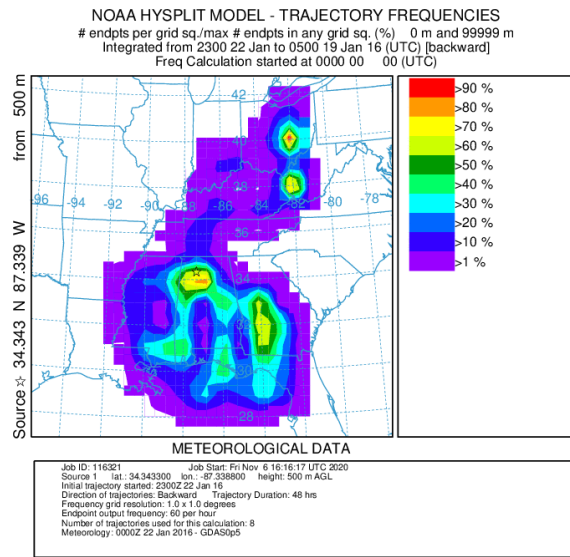 NOAA HYSPLIT MODEL - TRAJECTORY FREQUENCIES
# endpts per grid sq./max # endpts in any grid sq. (%) 0 m and 99999 m
Integrated from 2300 22 Jan to 0500 19 Jan 16 (UTC) [backward]
Freq Calculation started at 0000 00 00 (UTC)
Source ☆ 34.343 N 87.339 W from 500 m
42
40
38
-96 -94 -92 -90 -88 -86 -84 -82 -80 -78
36
34
30
28
>90 %
>80 %
>70 %
>60 %
>50 %
>40 %
>30 %
>20 %
>10 %
>1 %
METEOROLOGICAL DATA
Job ID: 116321 Job Start: Fri Nov 6 16:16:17 UTC 2020
Source 1 lat.: 34.343300 lon.: -87.338800 height: 500 m AGL
Initial trajectory started: 2300Z 22 Jan 16
Direction of trajectories: Backward Trajectory Duration: 48 hrs
Frequency grid resolution: 1.0 x 1.0 degrees
Endpoint output frequency: 60 per hour
Number of trajectories used for this calculation: 8
Meteorology: 0000Z 22 Jan 2016 - GDAS0p5